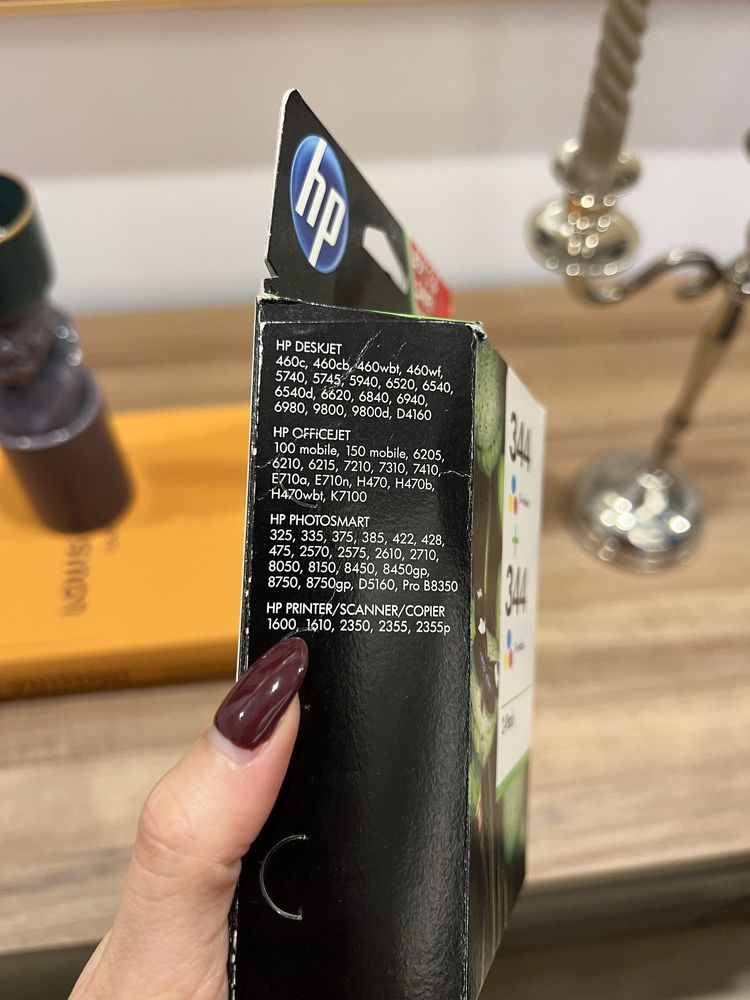 hp
HP DESKJET
460c, 460cb, 460wbt, 460wf,
5740, 5745, 5940, 6520, 6540,
6540d, 6620, 6840, 6940,
6980, 9800, 9800d, D4160
HP OFFICEJET
100 mobile, 150 mobile, 6205,
6210, 6215, 7210, 7310, 7410,
E710a, E710n, H470, H470b,
H470wbt, K7100
HP PHOTOSMART
325, 335, 375, 385, 422, 428,
475, 2570, 2575, 2610, 2710,
8050, 8150, 8450, 8450gp,
8750, 8750gp, D5160, Pro B8350
HP PRINTER/SCANNER/COPIER
1600, 1610, 2350, 2355, 2355p
344
+
344